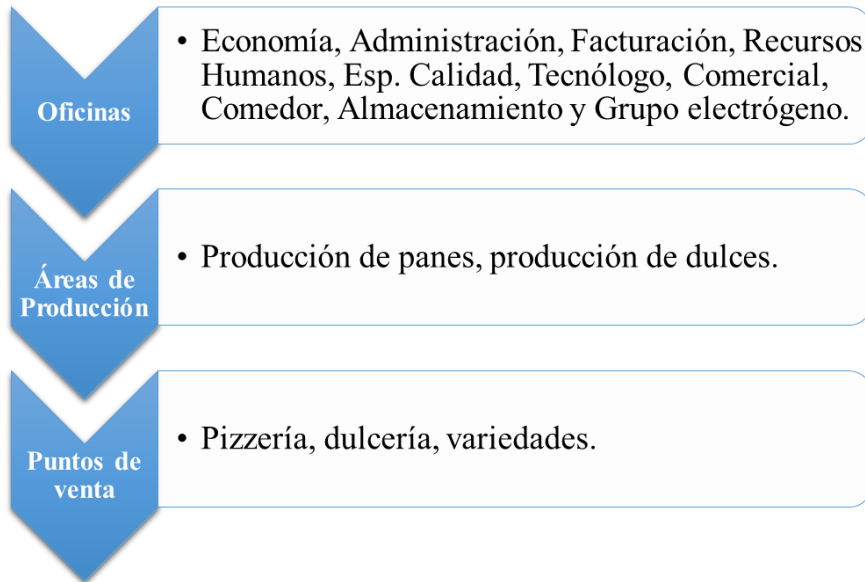 Oficinas
• Economía, Administración, Facturación, Recursos
Humanos, Esp. Calidad, Tecnólogo, Comercial,
Comedor, Almacenamiento y Grupo electrógeno.
Áreas de
Producción
• Producción de panes, producción de dulces.
Puntos de
venta
• Pizzería, dulcería, variedades.